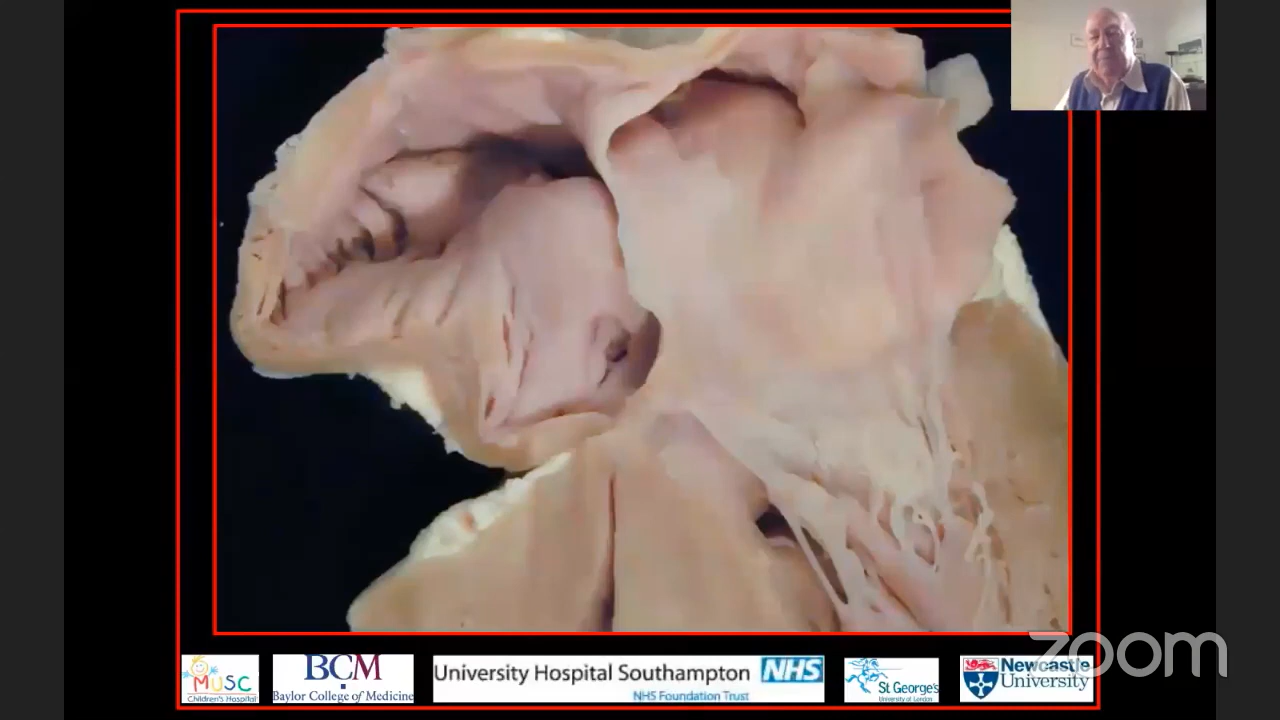 MUSC
Children's Hospital
BCM
Baylor College of Medicine
University Hospital Southampton NHS
NHS Foundation Trust
St George's
University of London
Newcastle
University
zoom